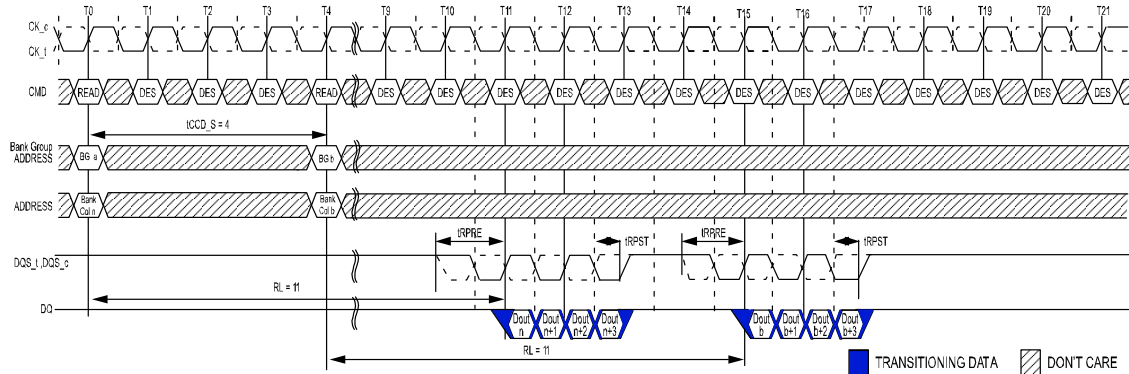 T0 T1 T2 T3 T4 T9 T10 T11 T12 T13 T14 T15 T16 T17 T18 T19 T20 T21
CK_c
CK_t
CMD READ DES DES DES READ DES DES DES DES DES DES DES DES DES DES DES DES DES
tCCD_S = 4
Bank Group
ADDRESS BG a BG b
ADDRESS Bank Col n Bank Col b
tRPRE tRPST tRPRE tRPST
DQS_t ,DQS_c
RL = 11
DQ Dout n Dout n+1 Dout n+2 Dout n+3 Dout b Dout b+1 Dout b+2 Dout b+3
RL = 11
TRANSITIONING DATA DON'T CARE